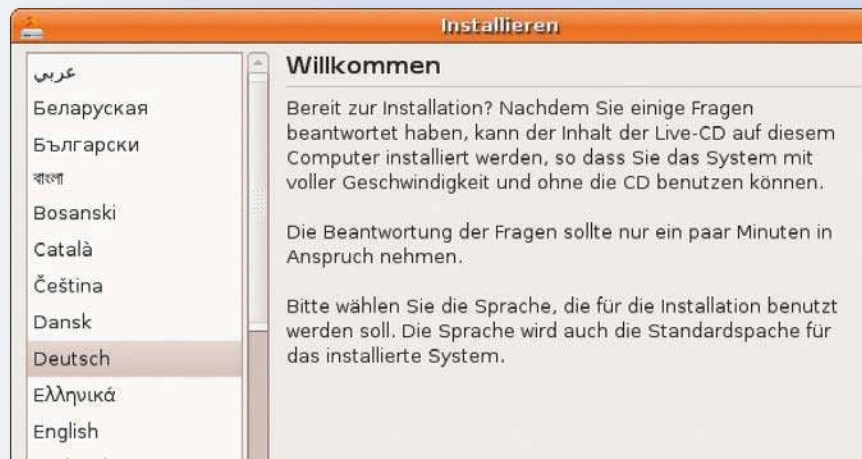 Installieren
عربي
Беларуская
Български
বাংলা
Bosanski
Català
Čeština
Dansk
Deutsch
Ελληνικά
English
Willkommen
Bereit zur Installation? Nachdem Sie einige Fragen
beantwortet haben, kann der Inhalt der Live-CD auf diesem
Computer installiert werden, so dass Sie das System mit
voller Geschwindigkeit und ohne die CD benutzen können.
Die Beantwortung der Fragen sollte nur ein paar Minuten in
Anspruch nehmen.
Bitte wählen Sie die Sprache, die für die Installation benutzt
werden soll. Die Sprache wird auch die Standardspache für
das installierte System.